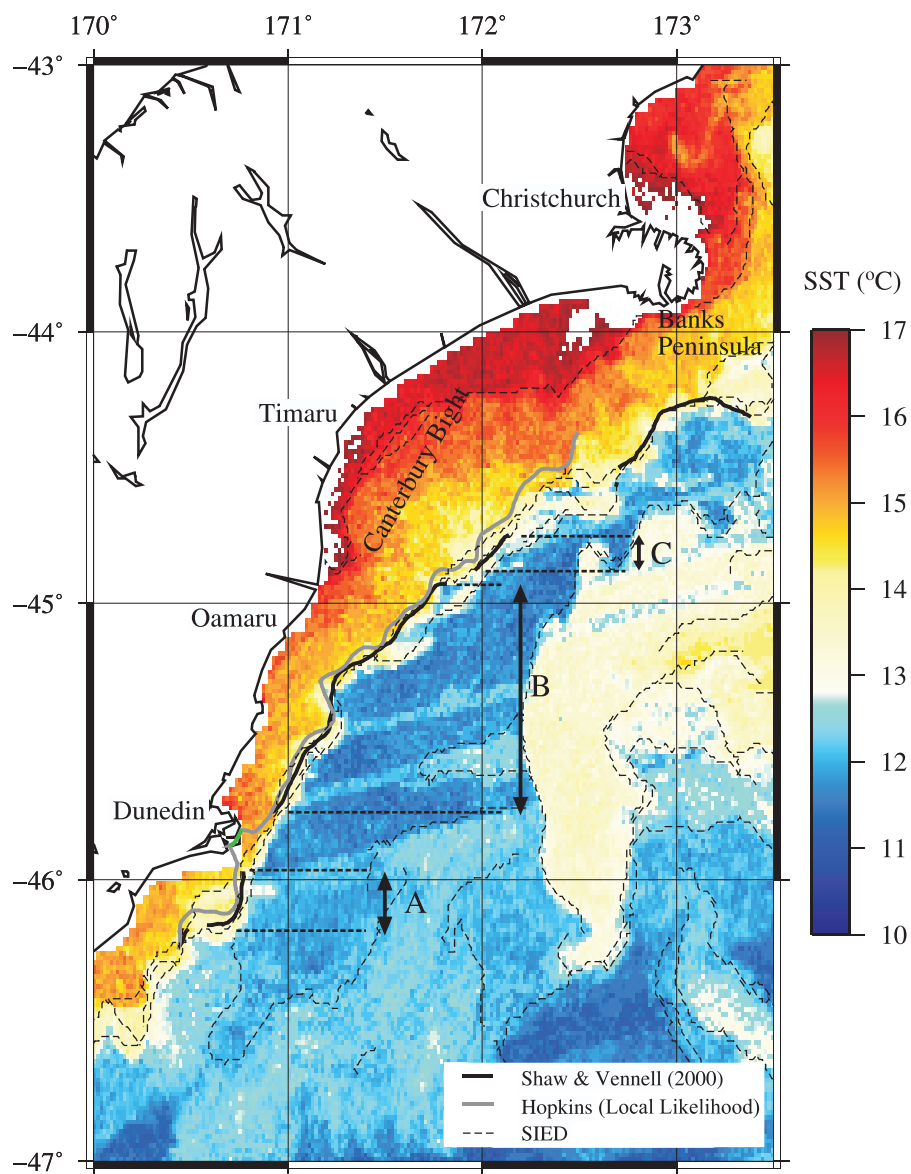 170° 171° 172° 173°
−43°
Christchurch
SST (°C)
Banks
−44°
17
Peninsula
Timaru
16
Canterbury Bight
15
C
14
−45°
Oamaru
13
B
12
Dunedin
11
−46°
A
10
Shaw & Vennell (2000)
Hopkins (Local Likelihood)
SIED
−47°